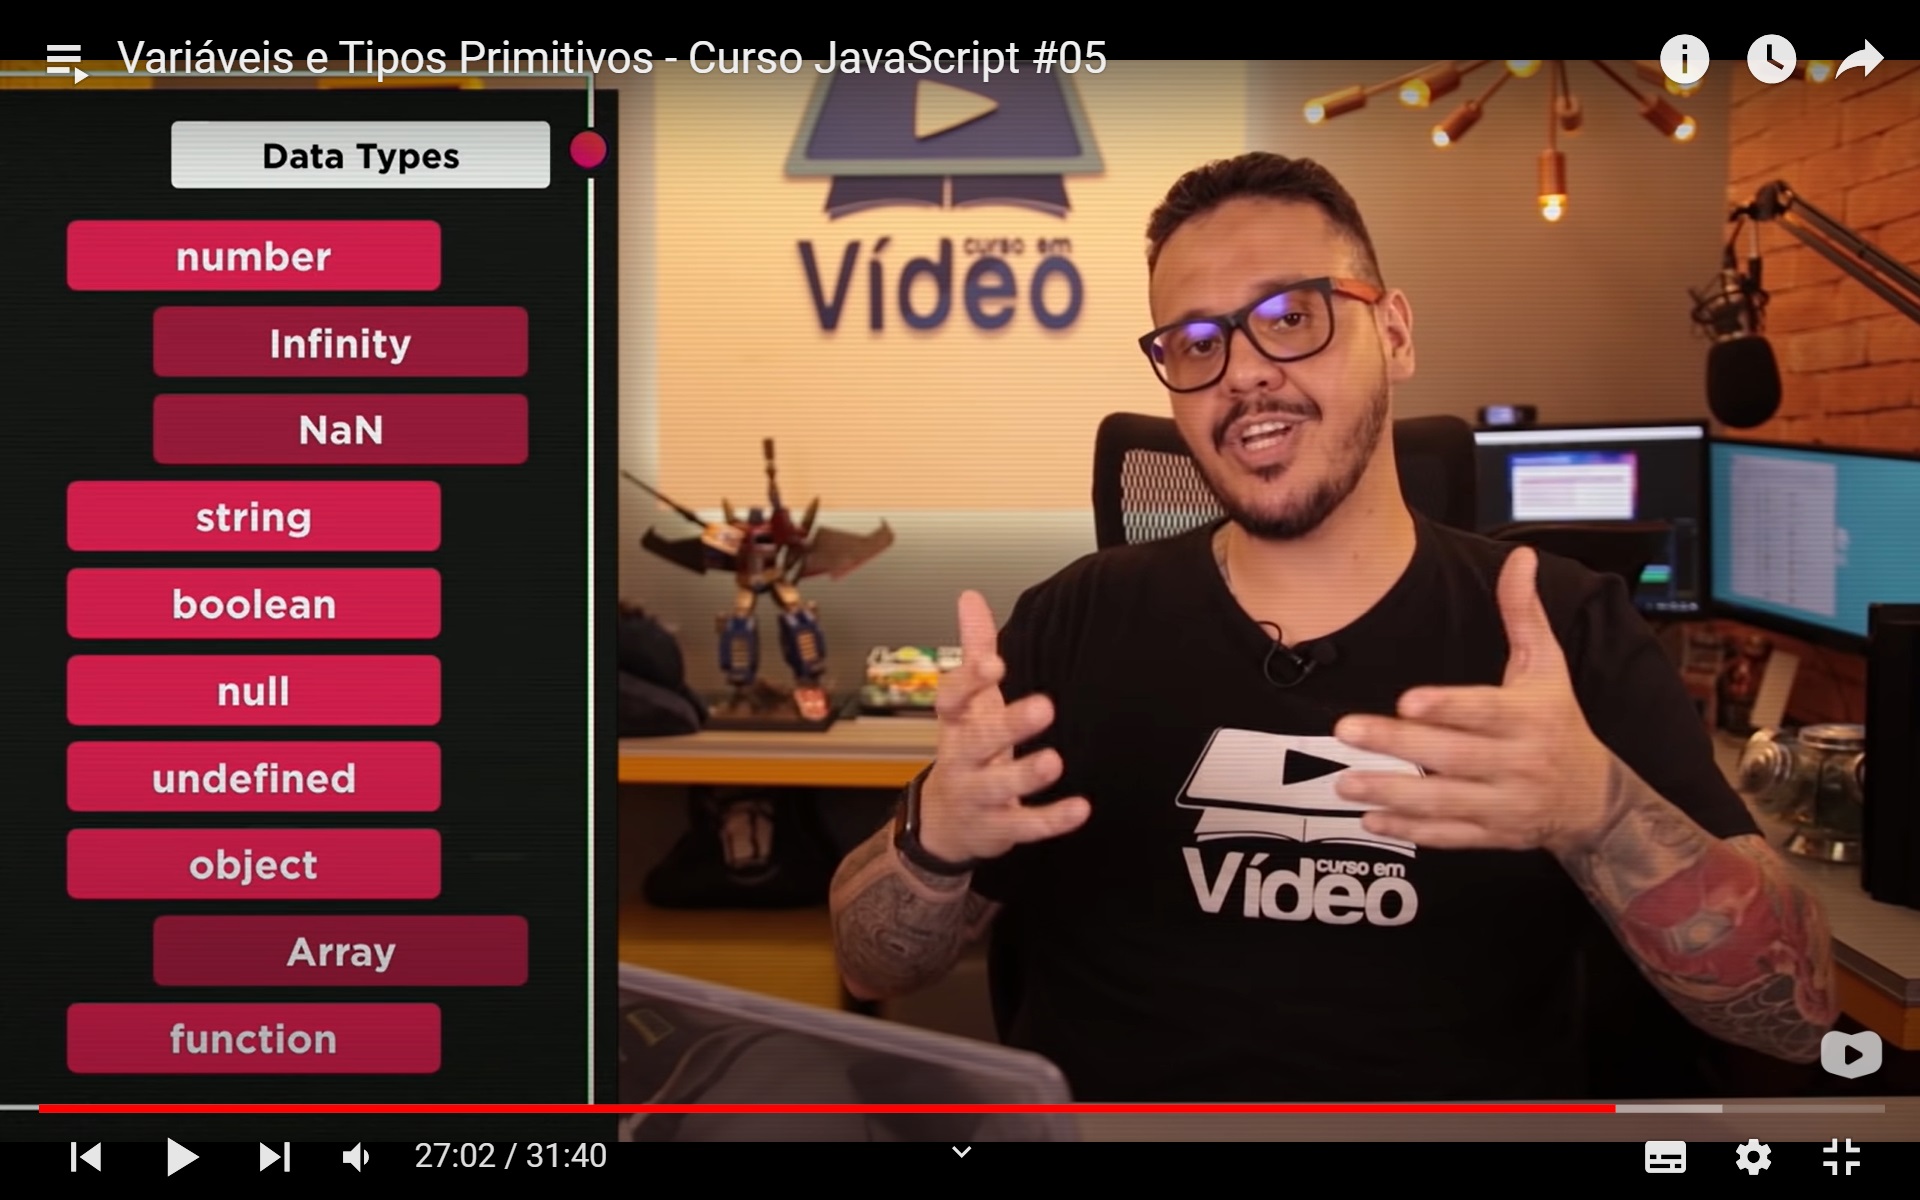 Variáveis e Tipos Primitivos - Curso JavaScript #05
Data Types
number
Infinity
NaN
string
boolean
null
undefined
object
Array
function
curso em
Vídeo
curso em
Vídeo
27:02 / 31:40